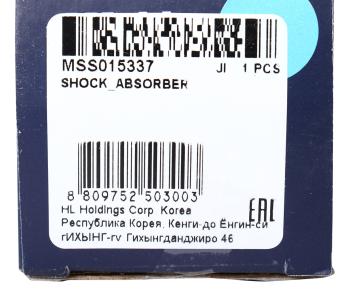 MSS015337 JI 1 PCS
SHOCK_ABSORBER
8 809752 503003
HL Holdings Corp Korea
EAC
Республика Корея, Кенги-до Ёнгин-си
гИХЫНГ-гу Гихынгданджиро 46